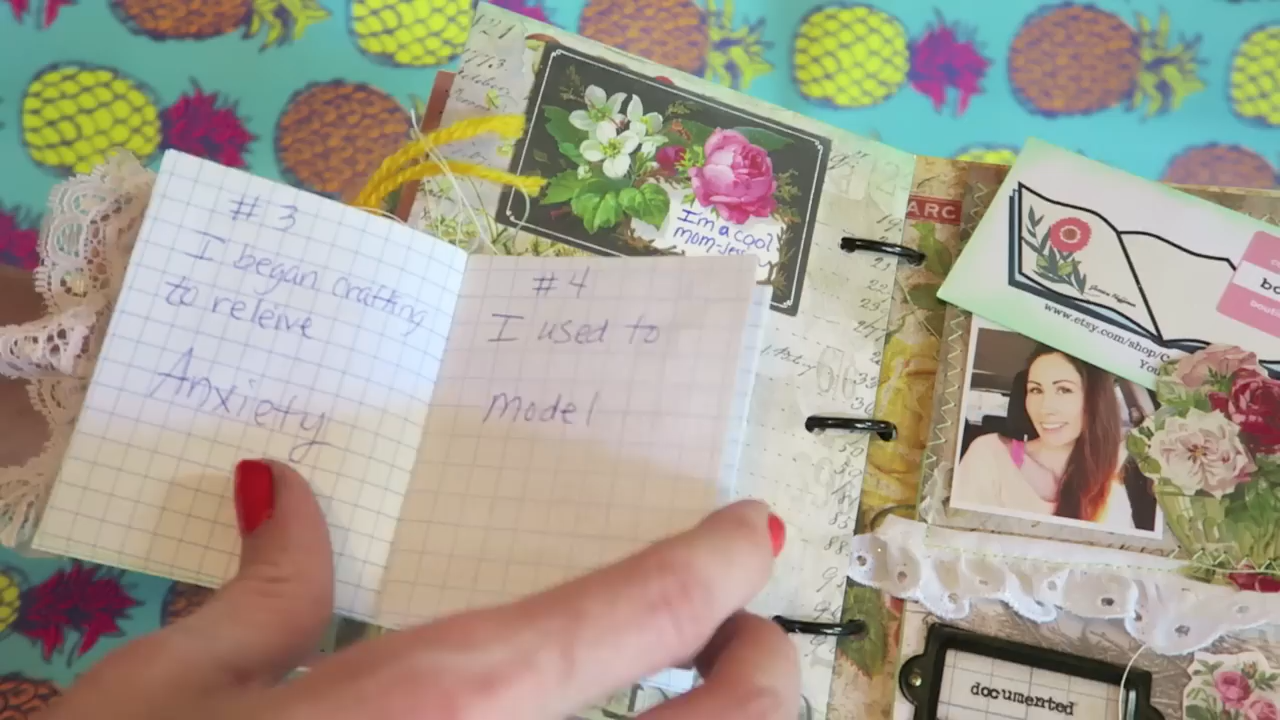 # 3
I began crafting
to releive
Anxiety
# 4
I used to
Model
I'm a cool
mom-
ARC
www.etsy.com/shop/C
You
documented